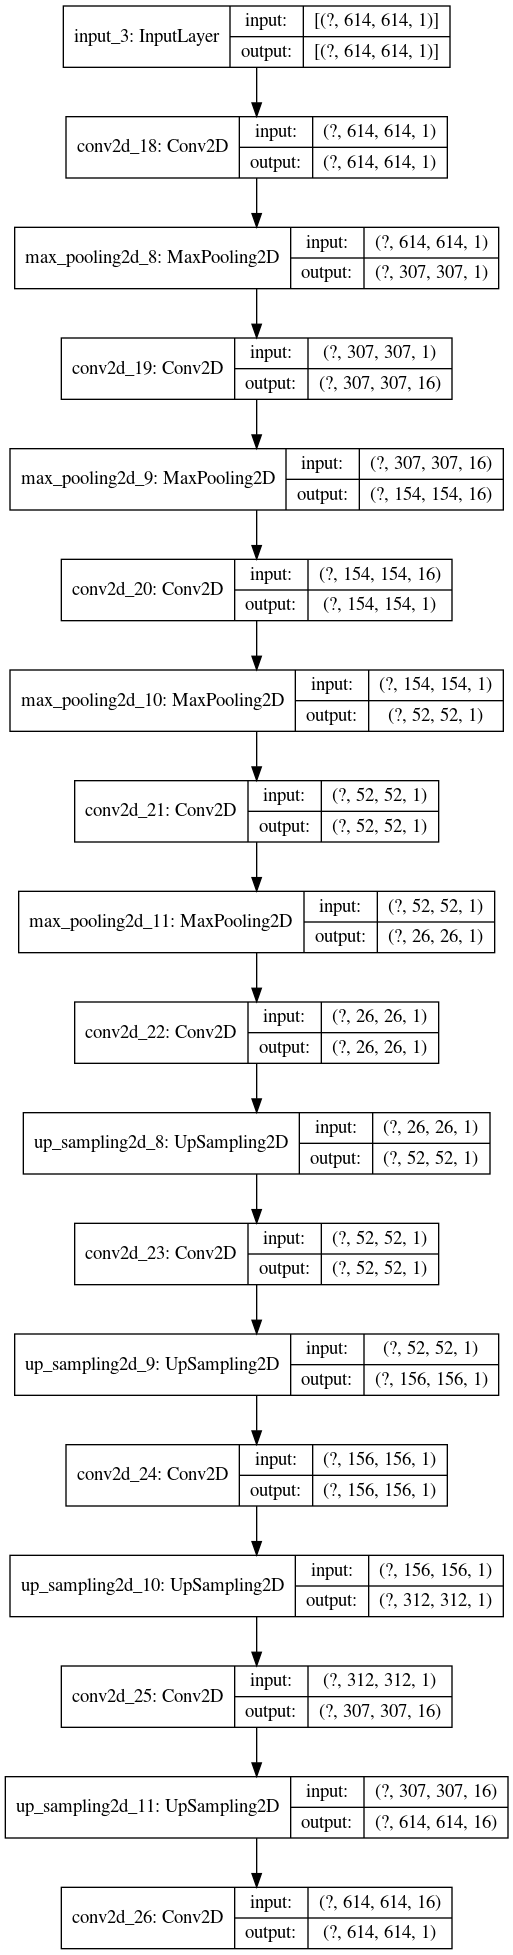 input_3: InputLayer
input: [(?, 614, 614, 1)]
output: [(?, 614, 614, 1)]
conv2d_18: Conv2D
input: (?, 614, 614, 1)
output: (?, 614, 614, 1)
max_pooling2d_8: MaxPooling2D
input: (?, 614, 614, 1)
output: (?, 307, 307, 1)
conv2d_19: Conv2D
input: (?, 307, 307, 1)
output: (?, 307, 307, 16)
max_pooling2d_9: MaxPooling2D
input: (?, 307, 307, 16)
output: (?, 154, 154, 16)
conv2d_20: Conv2D
input: (?, 154, 154, 16)
output: (?, 154, 154, 1)
max_pooling2d_10: MaxPooling2D
input: (?, 154, 154, 1)
output: (?, 52, 52, 1)
conv2d_21: Conv2D
input: (?, 52, 52, 1)
output: (?, 52, 52, 1)
max_pooling2d_11: MaxPooling2D
input: (?, 52, 52, 1)
output: (?, 26, 26, 1)
conv2d_22: Conv2D
input: (?, 26, 26, 1)
output: (?, 26, 26, 1)
up_sampling2d_8: UpSampling2D
input: (?, 26, 26, 1)
output: (?, 52, 52, 1)
conv2d_23: Conv2D
input: (?, 52, 52, 1)
output: (?, 52, 52, 1)
up_sampling2d_9: UpSampling2D
input: (?, 52, 52, 1)
output: (?, 156, 156, 1)
conv2d_24: Conv2D
input: (?, 156, 156, 1)
output: (?, 156, 156, 1)
up_sampling2d_10: UpSampling2D
input: (?, 156, 156, 1)
output: (?, 312, 312, 1)
conv2d_25: Conv2D
input: (?, 312, 312, 1)
output: (?, 307, 307, 16)
up_sampling2d_11: UpSampling2D
input: (?, 307, 307, 16)
output: (?, 614, 614, 16)
conv2d_26: Conv2D
input: (?, 614, 614, 16)
output: (?, 614, 614, 1)